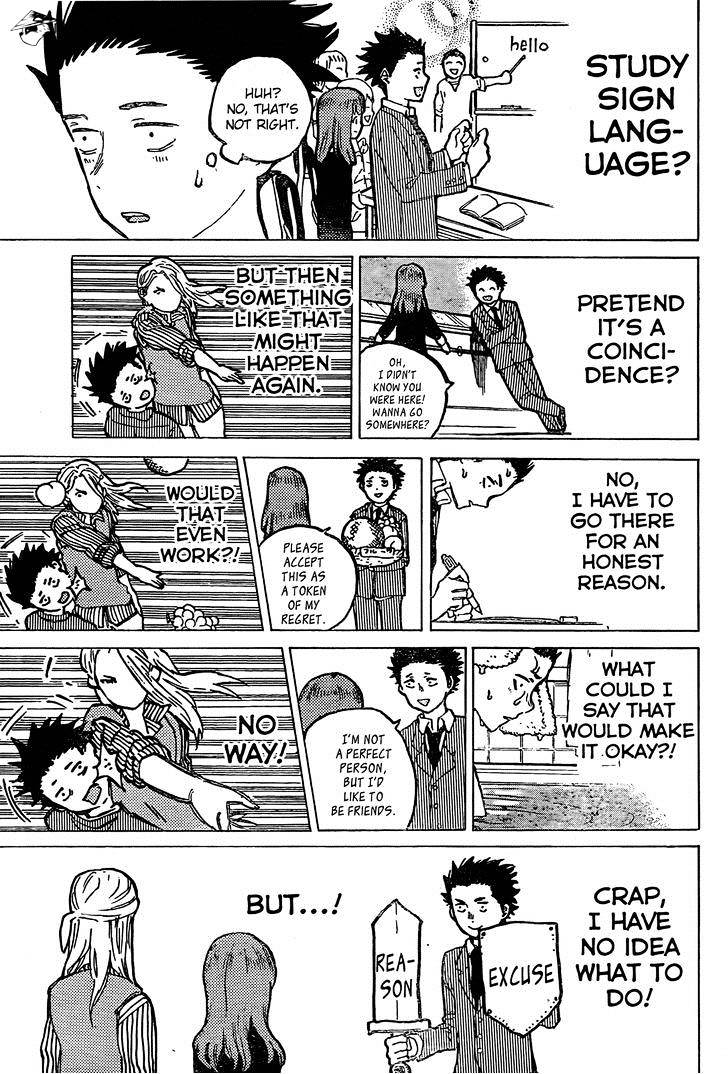 STUDY
SIGN
LANG-
UAGE?
hello
HUH?
NO, THAT'S
NOT RIGHT.
PRETEND
IT'S A
COINCI-
DENCE?
OH,
I DIDN'T
KNOW YOU
WERE HERE!
WANNA GO
SOMEWHERE?
BUT THEN
SOMETHING
LIKE THAT
MIGHT
HAPPEN
AGAIN.
NO,
I HAVE TO
GO THERE
FOR AN
HONEST
REASON.
PLEASE
ACCEPT
THIS AS
A TOKEN
OF MY
REGRET.
WOULD
THAT
EVEN
WORK?!
WHAT
COULD I
SAY THAT
WOULD MAKE
IT OKAY?!
I'M NOT
A PERFECT
PERSON,
BUT I'D
LIKE TO
BE FRIENDS.
NO
WAY!
CRAP,
I HAVE
NO IDEA
WHAT TO
DO!
EXCUSE
REA-
SON
BUT...!